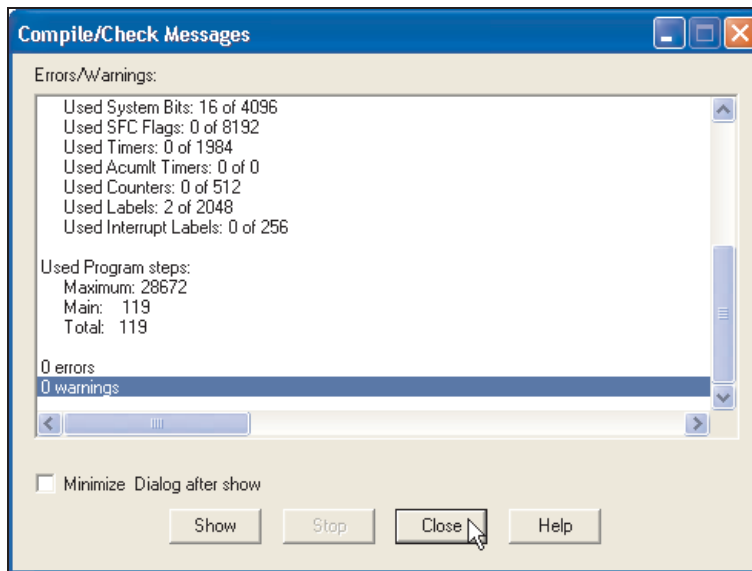 Compile/Check Messages
Errors/Warnings:
Used System Bits: 16 of 4096
Used SFC Flags: 0 of 8192
Used Timers: 0 of 1984
Used Acumlt Timers: 0 of 0
Used Counters: 0 of 512
Used Labels: 2 of 2048
Used Interrupt Labels: 0 of 256
Used Program steps:
Maximum: 28672
Main: 119
Total: 119
0 errors
0 warnings
Minimize Dialog after show
Show Stop Close Help